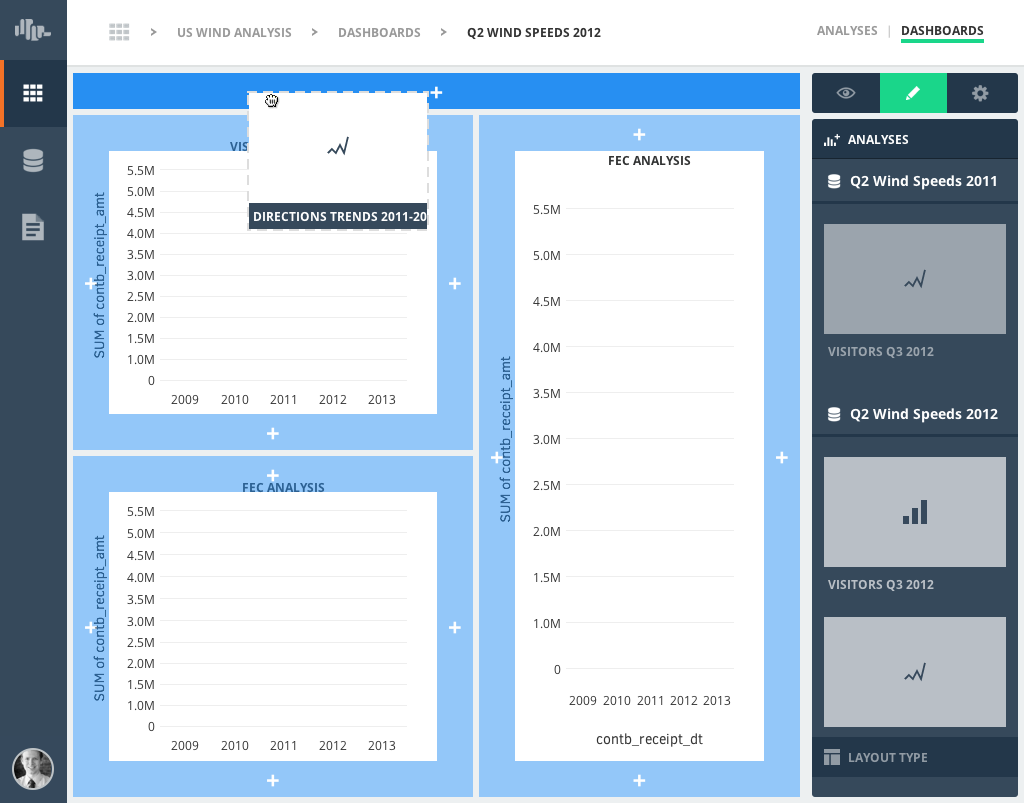 US WIND ANALYSIS > DASHBOARDS > Q2 WIND SPEEDS 2012
ANALYSES | DASHBOARDS
DIRECTIONS TRENDS 2011-20
SUM of contb_receipt_amt
5.5M
5.0M
4.5M
4.0M
3.5M
3.0M
2.5M
2.0M
1.5M
1.0M
0
2009 2010 2011 2012 2013
FEC ANALYSIS
SUM of contb_receipt_amt
5.5M
5.0M
4.5M
4.0M
3.5M
3.0M
2.5M
2.0M
1.5M
1.0M
0
2009 2010 2011 2012 2013
FEC ANALYSIS
SUM of contb_receipt_amt
5.5M
5.0M
4.5M
4.0M
3.5M
3.0M
2.5M
2.0M
1.5M
1.0M
0
2009 2010 2011 2012 2013
contb_receipt_dt
ANALYSES
Q2 Wind Speeds 2011
VISITORS Q3 2012
Q2 Wind Speeds 2012
VISITORS Q3 2012
LAYOUT TYPE